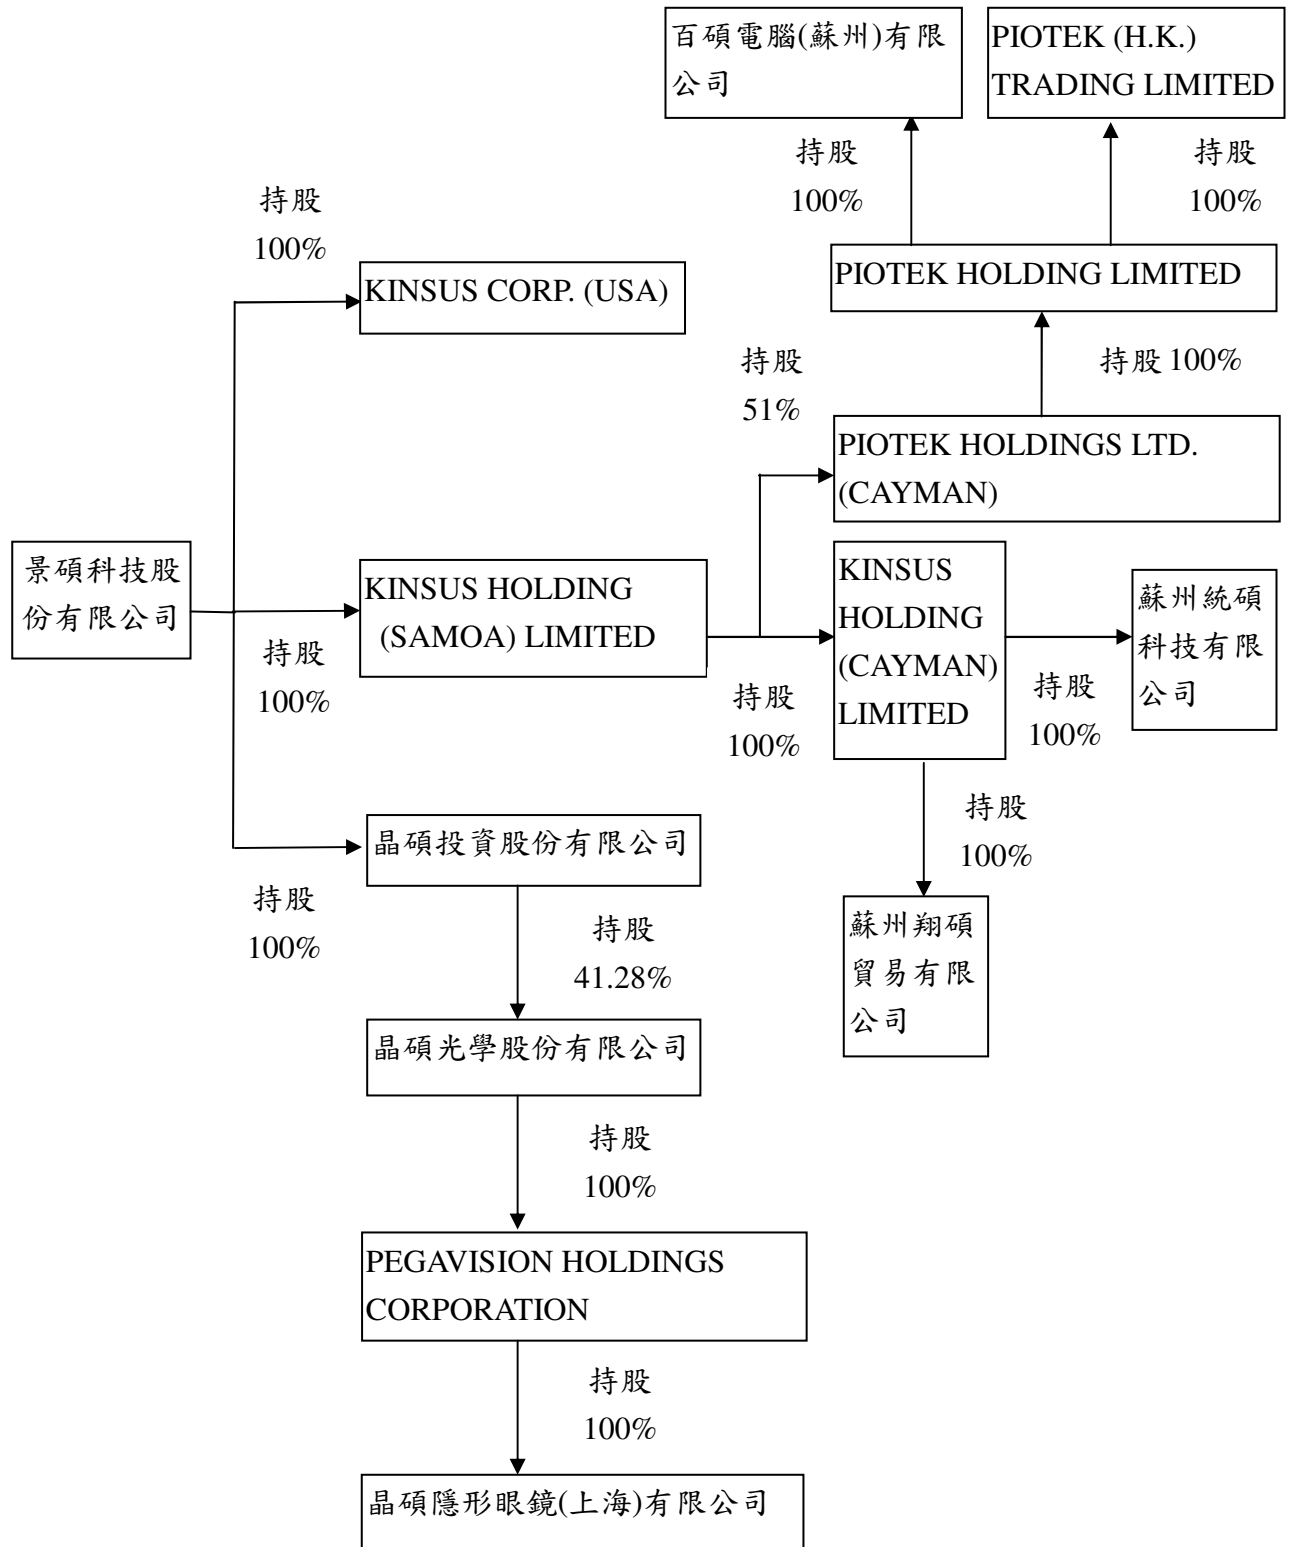 百碩電腦(蘇州)有限
公司
PIOTEK (H.K.)
TRADING LIMITED
持股
100%
持股
100%
持股
100%
PIOTEK HOLDING LIMITED
KINSUS CORP. (USA)
持股
51%
持股 100%
PIOTEK HOLDINGS LTD.
(CAYMAN)
景碩科技股
份有限公司
KINSUS HOLDING
(SAMOA) LIMITED
KINSUS
HOLDING
(CAYMAN)
LIMITED
蘇州統碩
科技有限
公司
持股
100%
持股
100%
持股
100%
持股
100%
晶碩投資股份有限公司
持股
100%
持股
41.28%
蘇州翔碩
貿易有限
公司
晶碩光學股份有限公司
持股
100%
PEGAVISION HOLDINGS
CORPORATION
持股
100%
晶碩隱形眼鏡(上海)有限公司